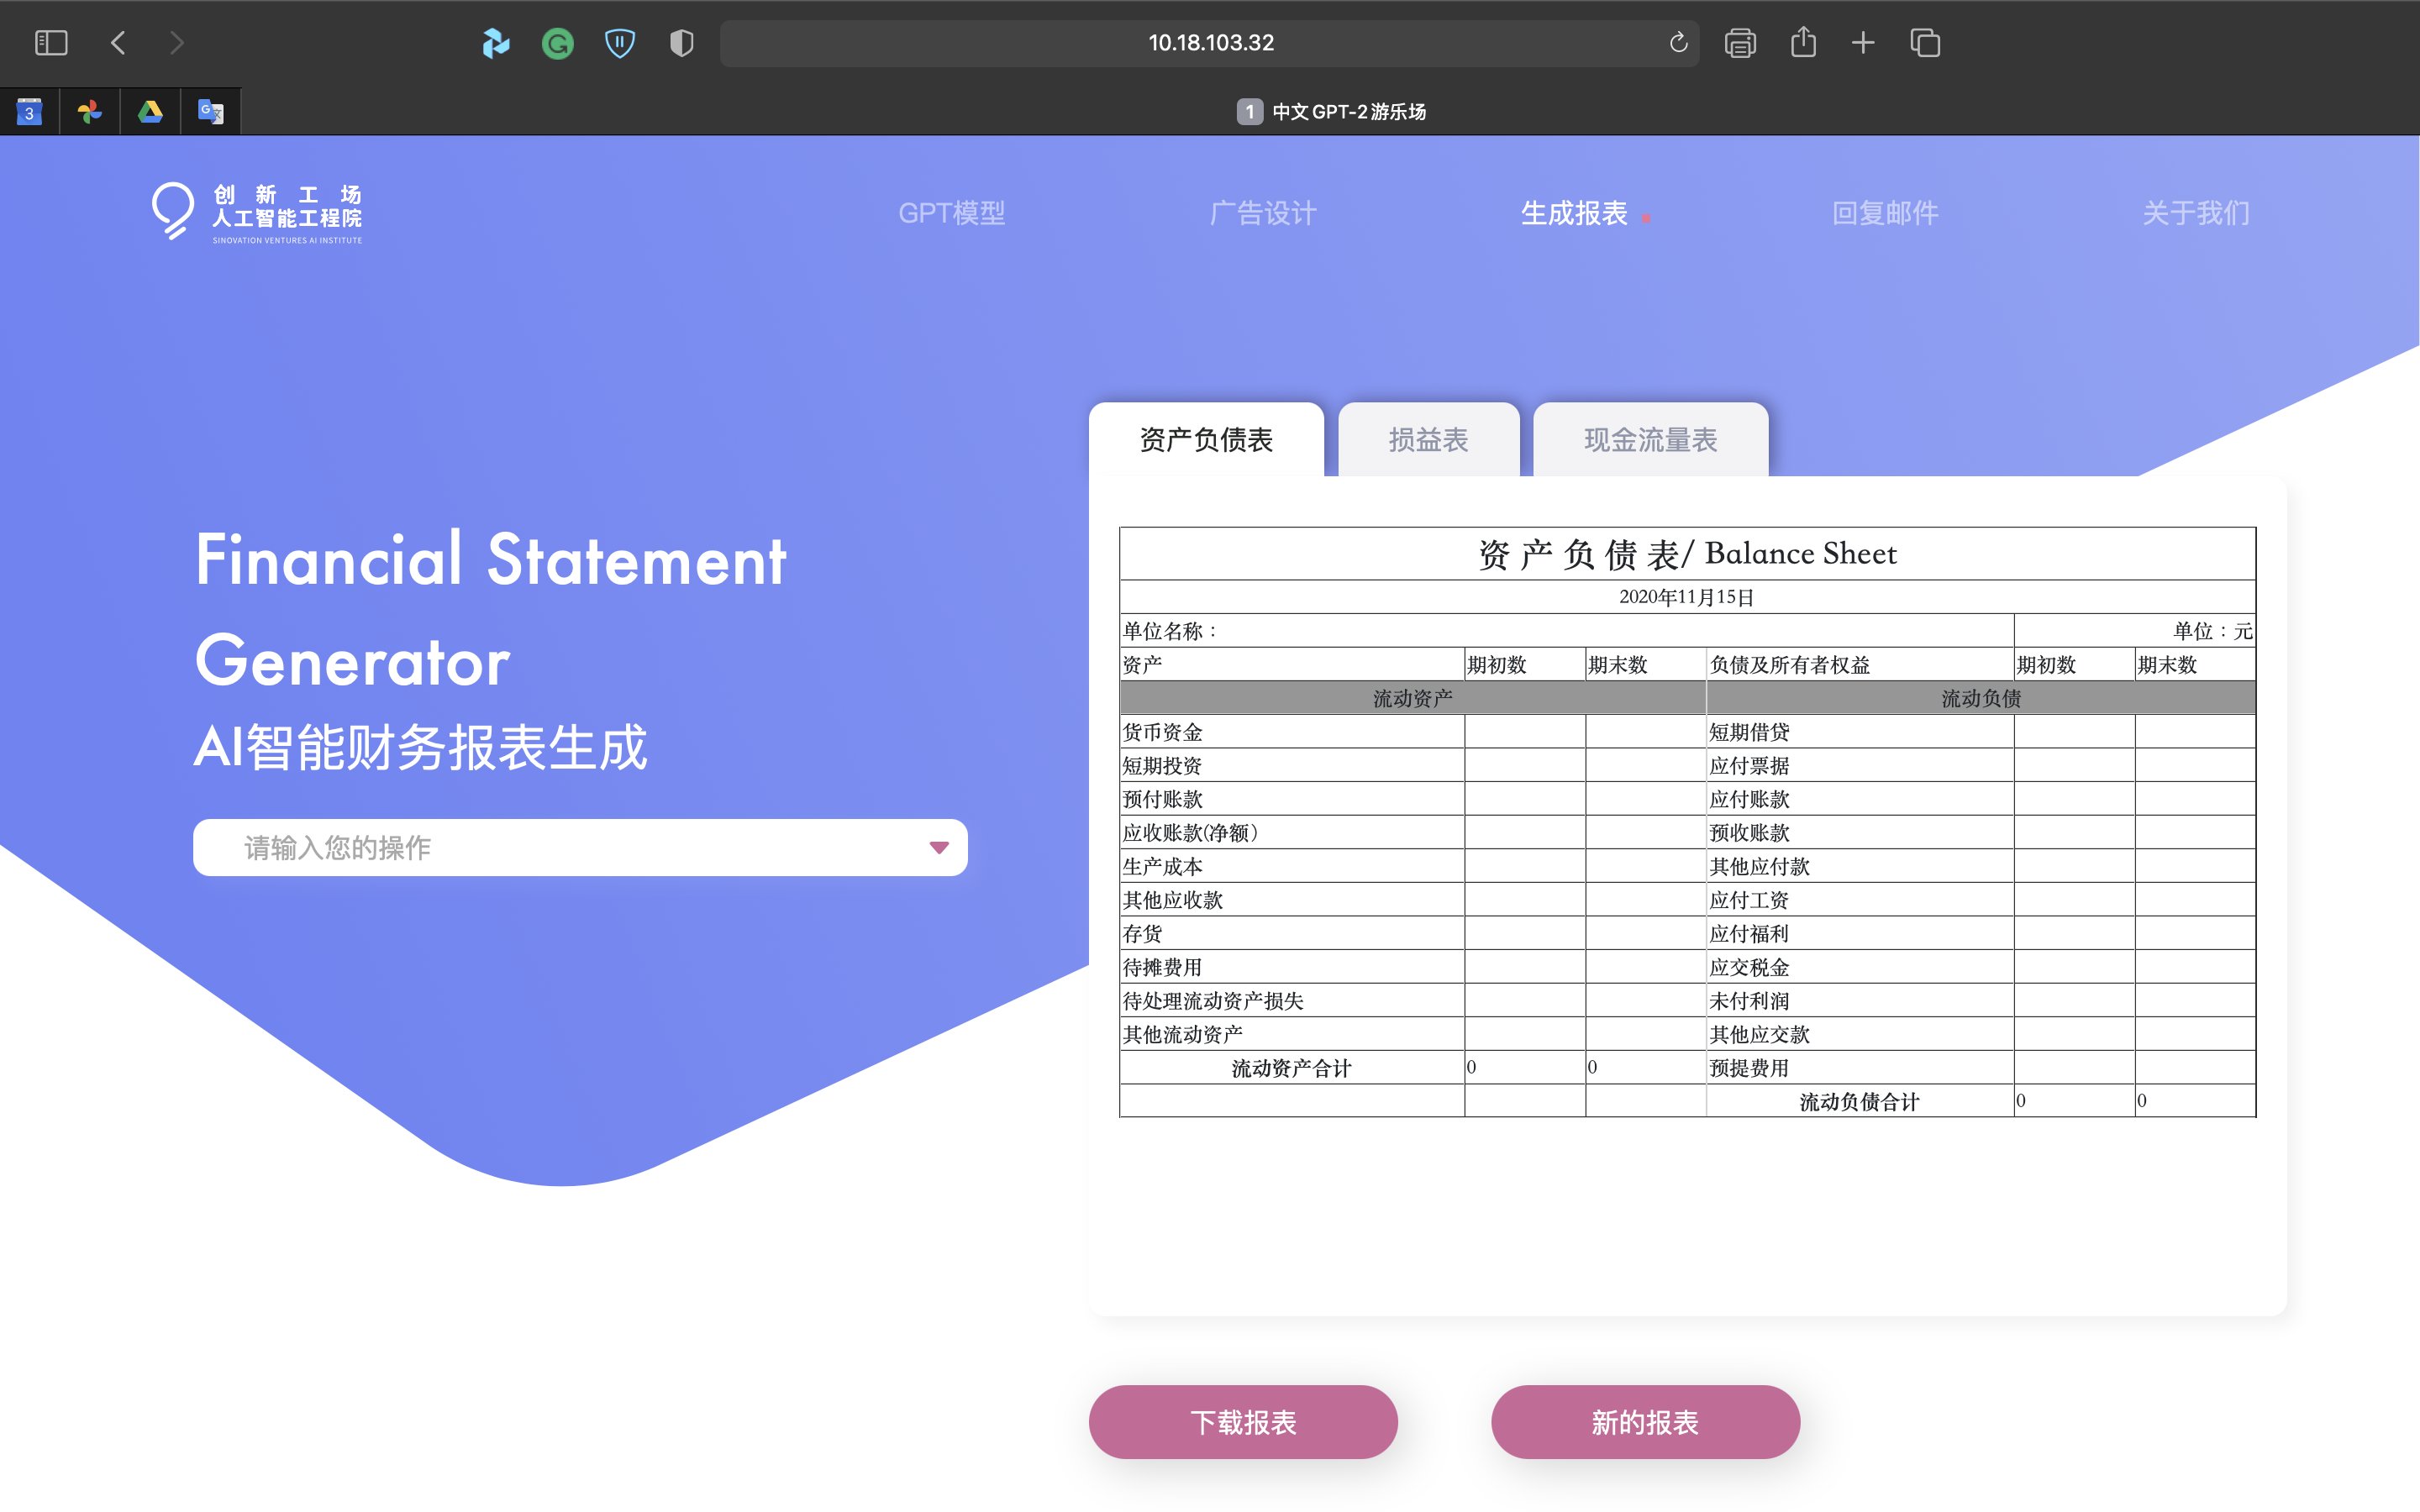 10.18.103.32
3
1 中文 GPT-2 游乐场
创新工场
人工智能工程院
SINOVATION VENTURES AI INSTITUTE
GPT模型 广告设计 生成报表 回复邮件 关于我们
资产负债表 损益表 现金流量表
Financial Statement
Generator
AI智能财务报表生成
请输入您的操作
资 产 负 债 表/ Balance Sheet
2020年11月15日
单位名称： 单位：元
资产 期初数 期末数 负债及所有者权益 期初数 期末数
流动资产 流动负债
货币资金 短期借贷
短期投资 应付票据
预付账款 应付账款
应收账款(净额） 预收账款
生产成本 其他应付款
其他应收款 应付工资
存货 应付福利
待摊费用 应交税金
待处理流动资产损失 未付利润
其他流动资产 其他应交款
流动资产合计 0 0 预提费用
流动负债合计 0 0
下载报表 新的报表